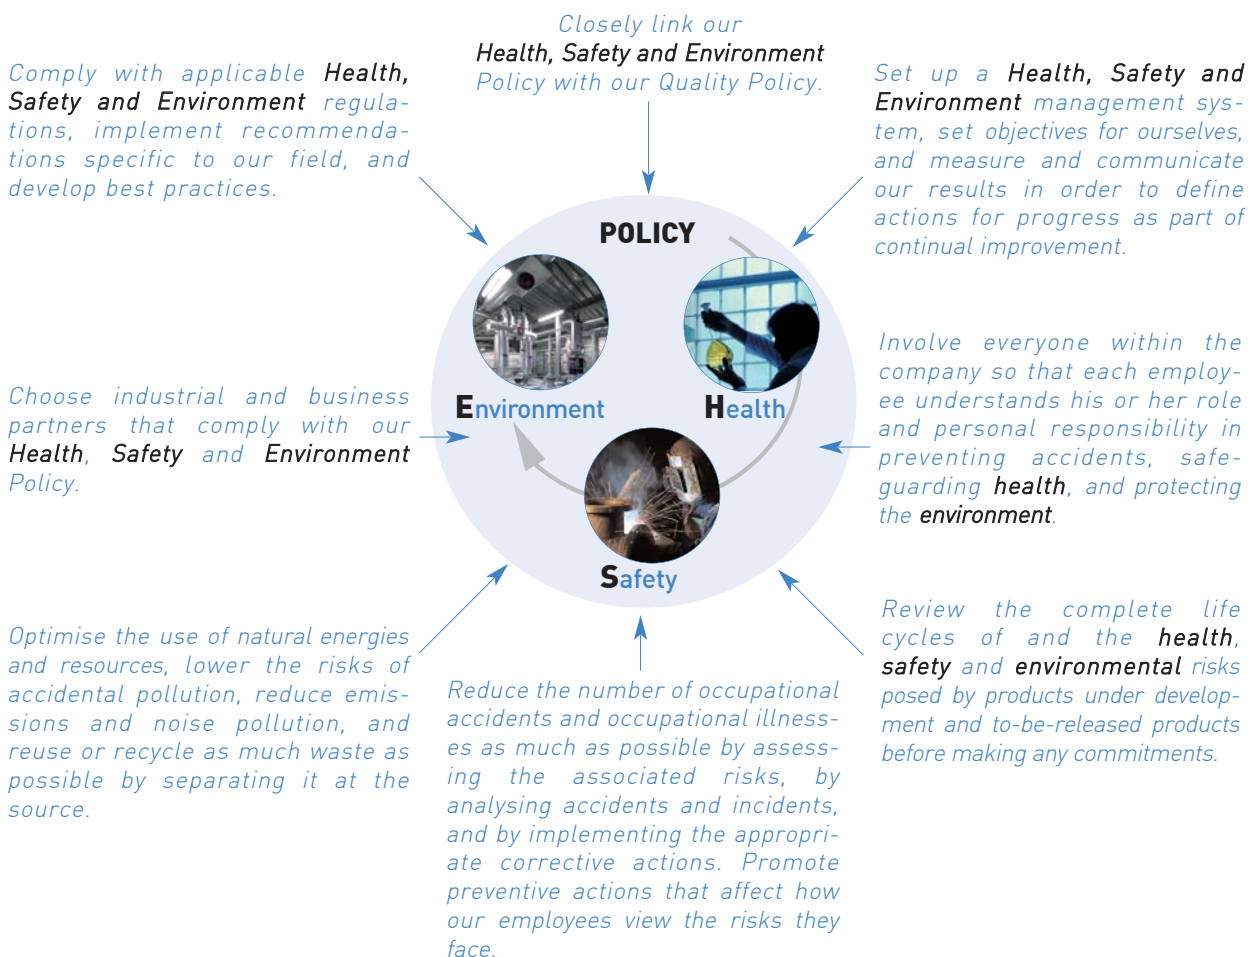 Closely link our
Health, Safety and Environment
Policy with our Quality Policy.
Comply with applicable Health,
Safety and Environment regula-
tions, implement recommenda-
tions specific to our field, and
develop best practices.
Set up a Health, Safety and
Environment management sys-
tem, set objectives for ourselves,
and measure and communicate
our results in order to define
actions for progress as part of
continual improvement.
POLICY
Environment
Health
Safety
Choose industrial and business
partners that comply with our
Health, Safety and Environment
Policy.
Involve everyone within the
company so that each employ-
ee understands his or her role
and personal responsibility in
preventing accidents, safe-
guarding health, and protecting
the environment.
Optimise the use of natural energies
and resources, lower the risks of
accidental pollution, reduce emis-
sions and noise pollution, and
reuse or recycle as much waste as
possible by separating it at the
source.
Reduce the number of occupational
accidents and occupational illness-
es as much as possible by assess-
ing the associated risks, by
analysing accidents and incidents,
and by implementing the appropri-
ate corrective actions. Promote
preventive actions that affect how
our employees view the risks they
face.
Review the complete life
cycles of and the health,
safety and environmental risks
posed by products under develop-
ment and to-be-released products
before making any commitments.